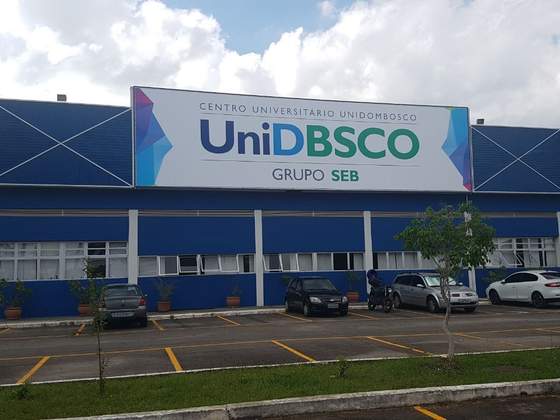 CENTRO UNIVERSITÁRIO UNIDOMBOSCO
UniDBSCO
GRUPO SEB